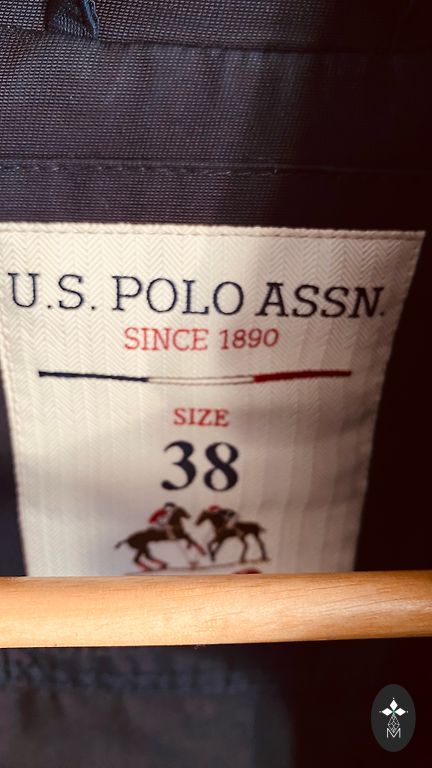 U.S. POLO ASSN.
SINCE 1890
SIZE
38